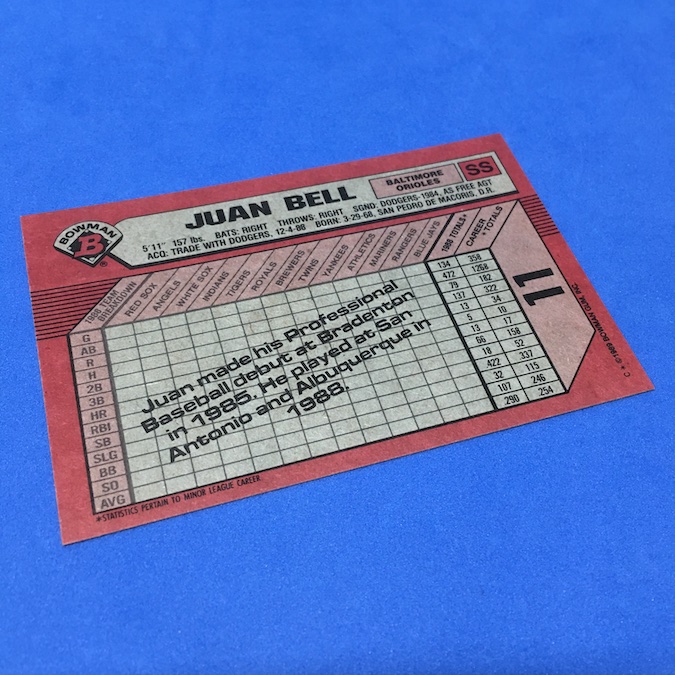 BOWMAN
B
JUAN BELL
BALTIMORE
ORIOLES
SS
5'11" 157 lbs. BATS: RIGHT THROWS: RIGHT SGND: DODGERS-1984, AS FREE AGT
ACQ: TRADE WITH DODGERS, 12-4-88 BORN: 3-29-68, SAN PEDRO DE MACORIS, D.R.
1988 TEAM
BREAKDOWN
RED SOX
ANGELS
WHITE SOX
INDIANS
TIGERS
ROYALS
BREWERS
TWINS
YANKEES
ATHLETICS
MARINERS
RANGERS
BLUE JAYS
1988 TOTALS*
CAREER
*TOTALS
G 134 358
AB 472 1268
R 79 182
H 137 322
2B 13 34
3B 5 10
HR 13 17
RBI 66 158
SB 18 52
SLG .422 337
BB 32 115
SO 107 246
AVG 290 254
Juan made his Professional
Baseball debut at Bradenton
in 1985. He played at San
Antonio and Albuquarque in
1988.
11
C * ©1989 BOWMAN GUM, INC.
*STATISTICS PERTAIN TO MINOR LEAGUE CAREER